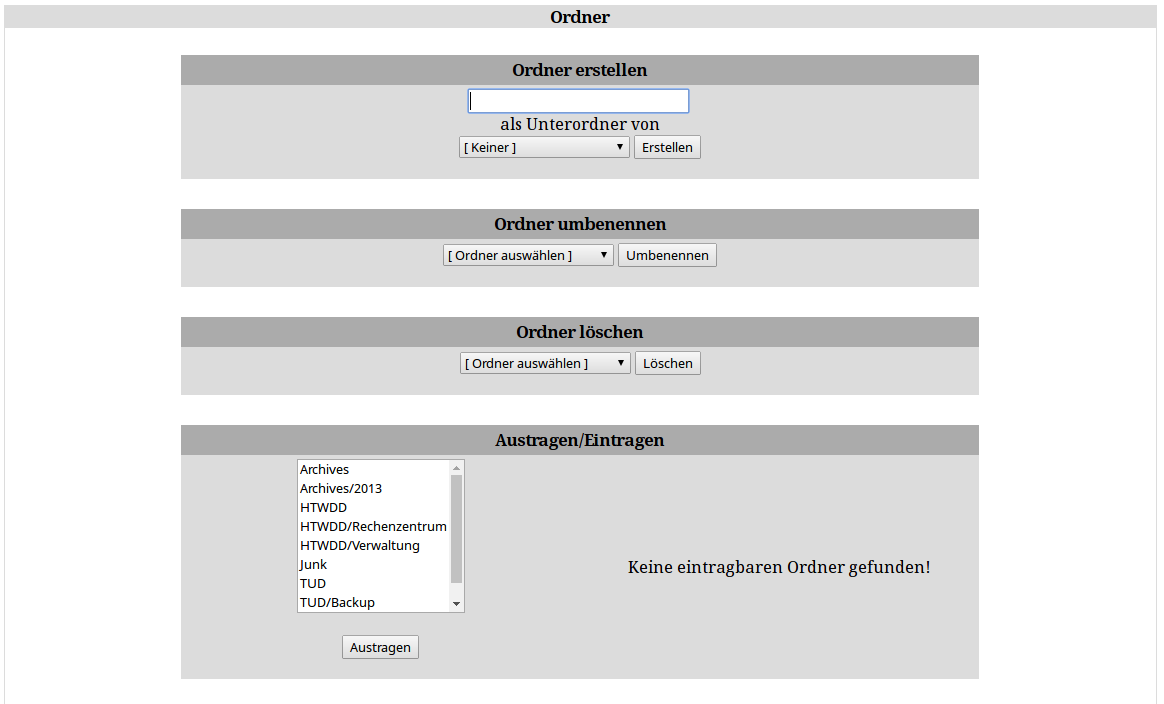 Ordner
Ordner erstellen
als Unterordner von
[ Keiner ] Erstellen
Ordner umbenennen
[ Ordner auswählen ] Umbenennen
Ordner löschen
[ Ordner auswählen ] Löschen
Austragen/Eintragen
Archives
Archives/2013
HTWDD
HTWDD/Rechenzentrum
HTWDD/Verwaltung
Junk
TUD
TUD/Backup
Keine eintragbaren Ordner gefunden!
Austragen